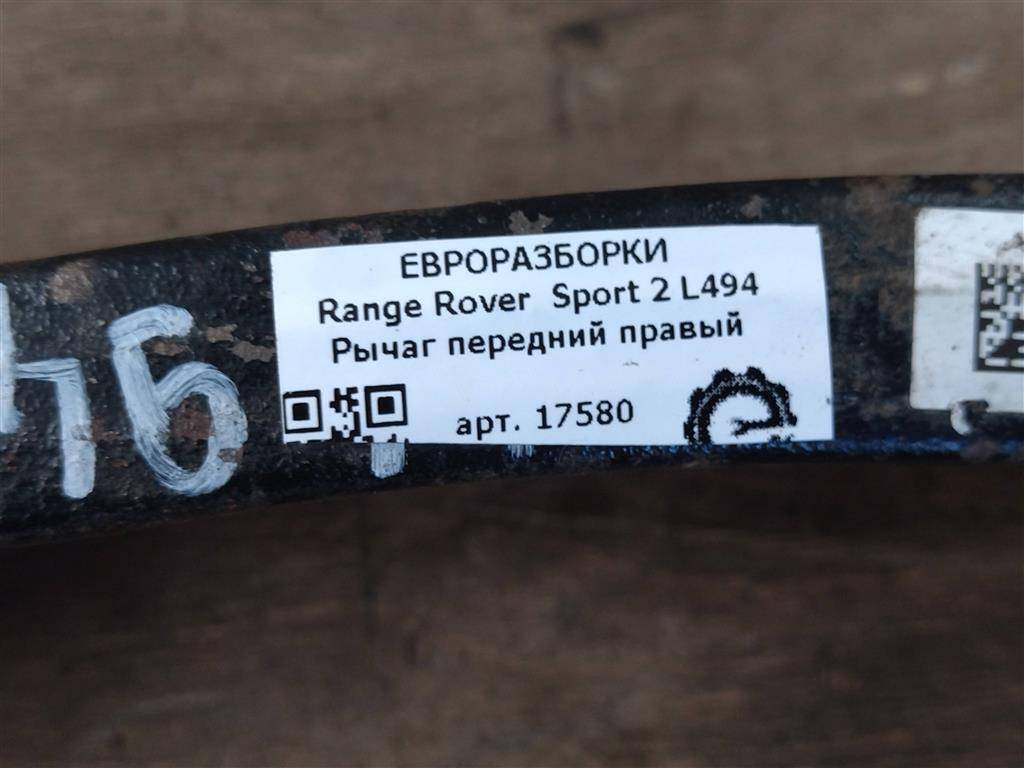 ЕВРОРАЗБОРКИ
Range Rover Sport 2 L494
Рычаг передний правый
арт. 17580